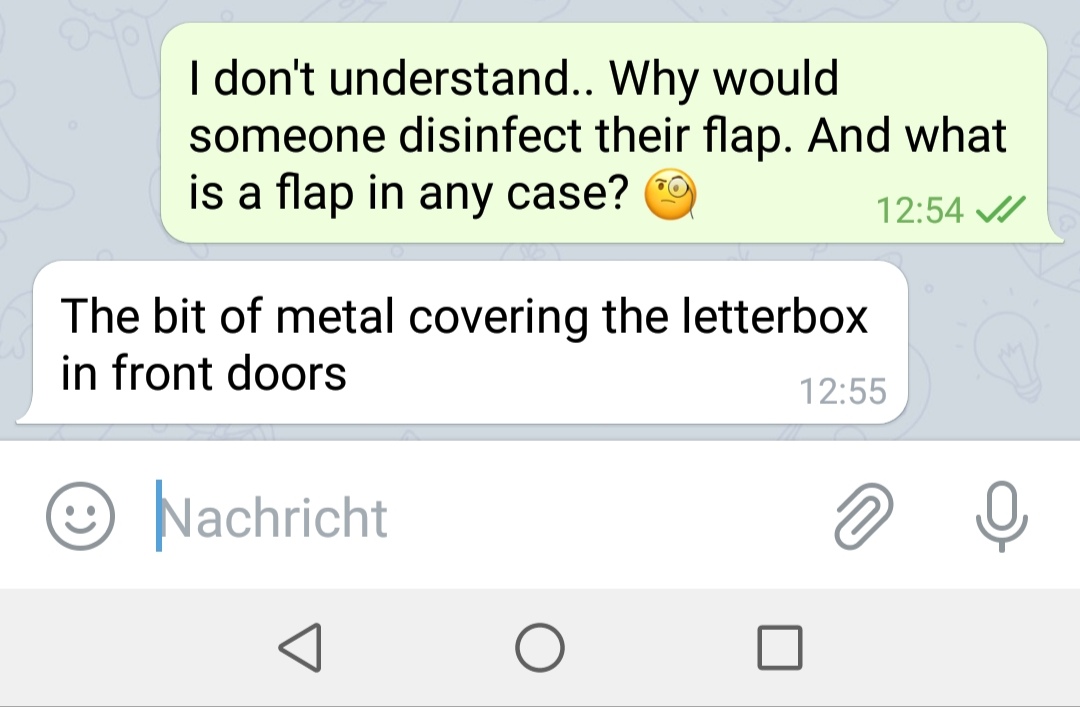 I don't understand.. Why would
someone disinfect their flap. And what
is a flap in any case? 🧐
12:54
The bit of metal covering the letterbox
in front doors
12:55
Nachricht